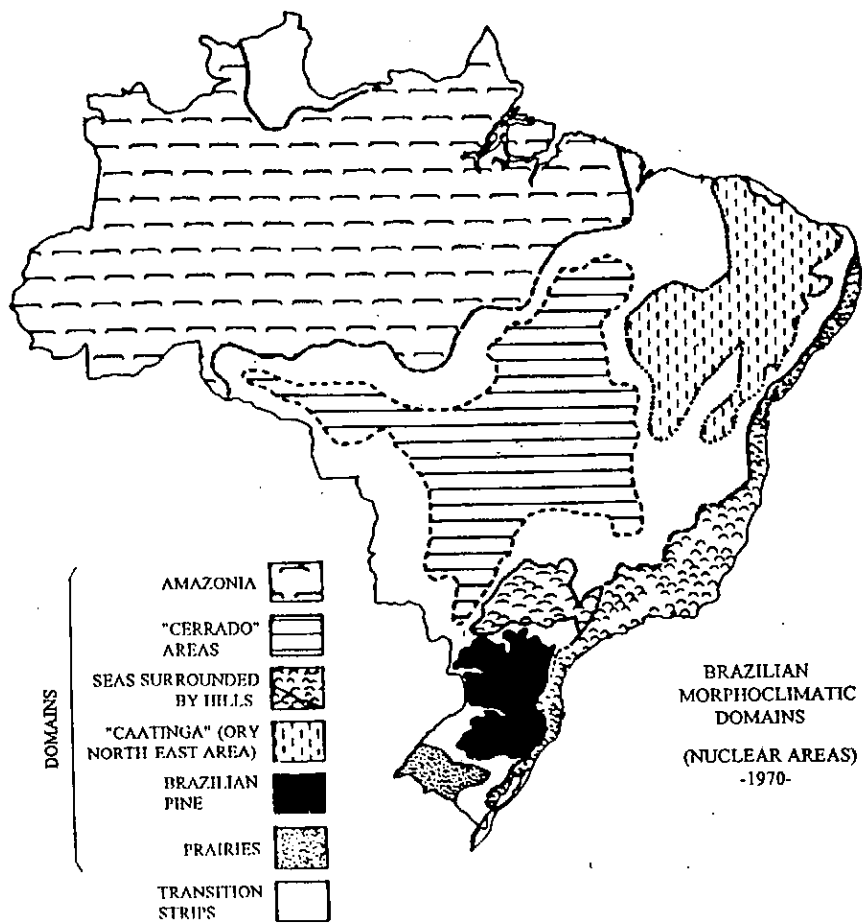 AMAZONIA
"CERRADO"
AREAS
SEAS SURROUNDED
BY HILLS
"CAATINGA" (ORY
NORTH EAST AREA)
BRAZILIAN
PINE
PRAIRIES
TRANSITION
STRIPS
DOMAINS
BRAZILIAN
MORPHOCLIMATIC
DOMAINS
(NUCLEAR AREAS)
-1970-